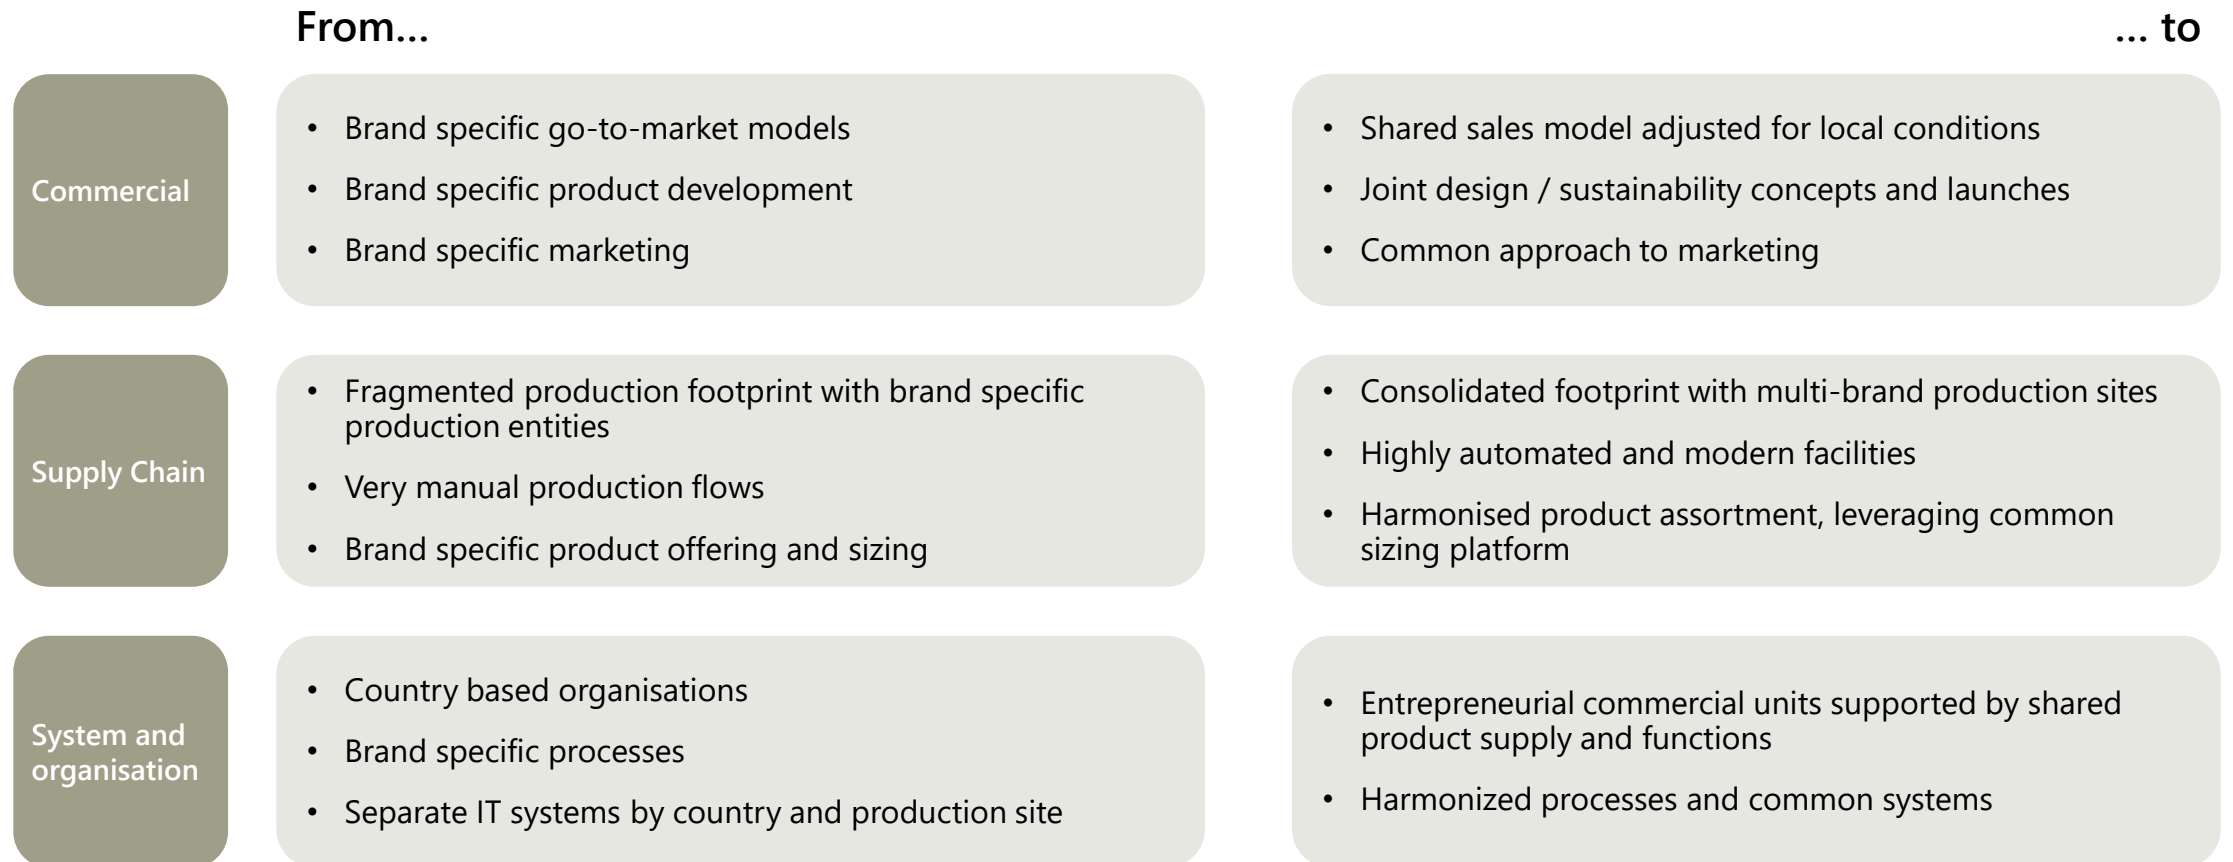 From...
... to
Commercial
• Brand specific go-to-market models
• Brand specific product development
• Brand specific marketing
• Shared sales model adjusted for local conditions
• Joint design / sustainability concepts and launches
• Common approach to marketing
Supply Chain
• Fragmented production footprint with brand specific
production entities
• Very manual production flows
• Brand specific product offering and sizing
• Consolidated footprint with multi-brand production sites
• Highly automated and modern facilities
• Harmonised product assortment, leveraging common
sizing platform
System and
organisation
• Country based organisations
• Brand specific processes
• Separate IT systems by country and production site
• Entrepreneurial commercial units supported by shared
product supply and functions
• Harmonized processes and common systems